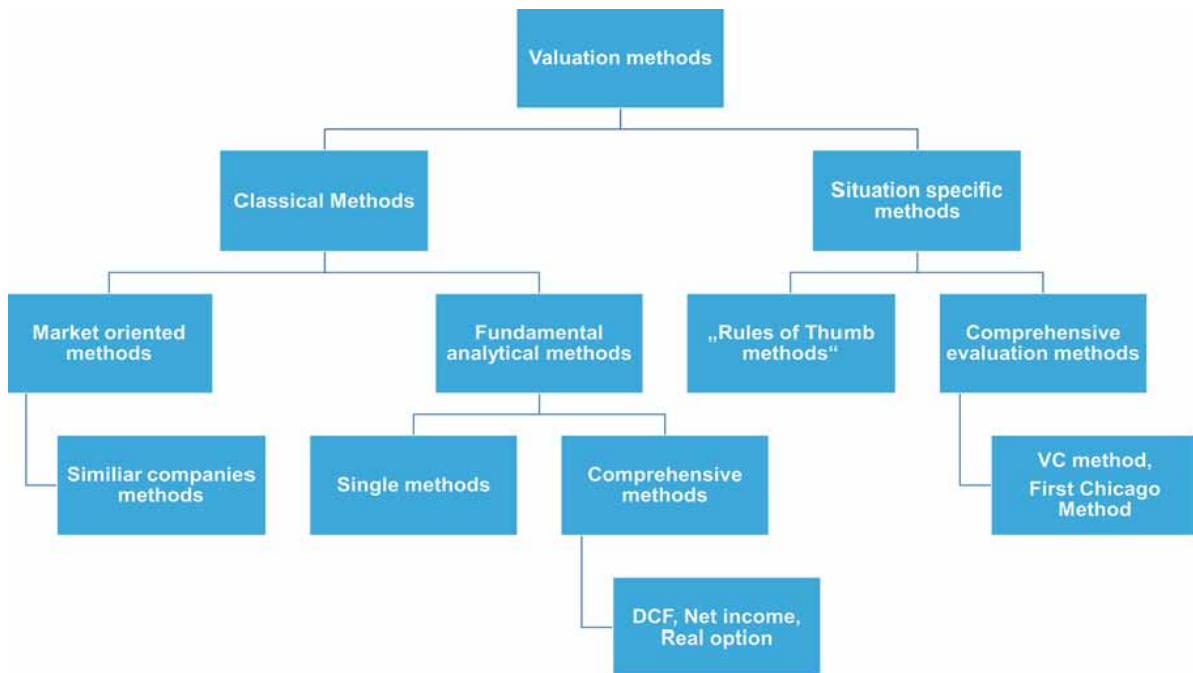 Valuation methods
Classical Methods
Situation specific
methods
Market oriented
methods
Fundamental
analytical methods
„Rules of Thumb
methods“
Comprehensive
evaluation methods
Similiar companies
methods
Single methods
Comprehensive
methods
VC method,
First Chicago
Method
DCF, Net income,
Real option